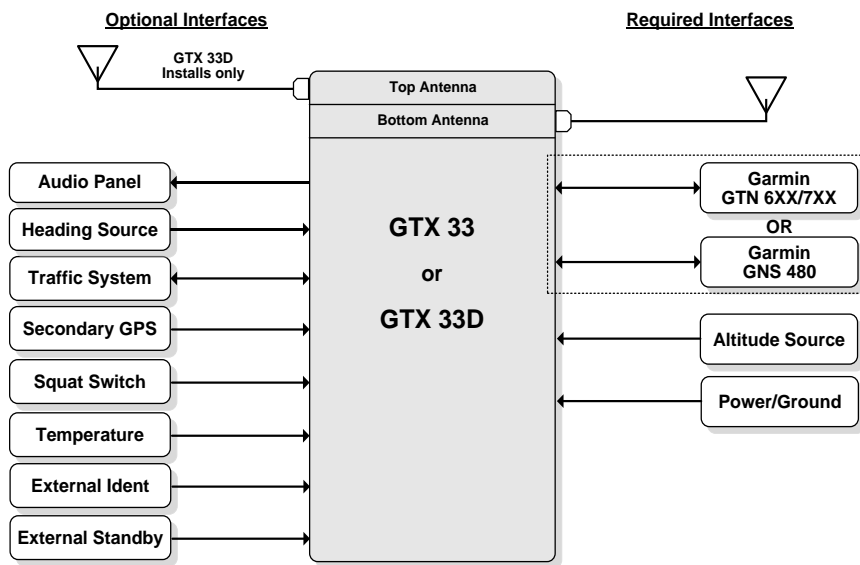 Optional Interfaces
Required Interfaces
GTX 33D
Installs only
Top Antenna
Bottom Antenna
Audio Panel
Heading Source
Traffic System
Secondary GPS
Squat Switch
Temperature
External Ident
External Standby
GTX 33
or
GTX 33D
Garmin
GTN 6XX/7XX
OR
Garmin
GNS 480
Altitude Source
Power/Ground